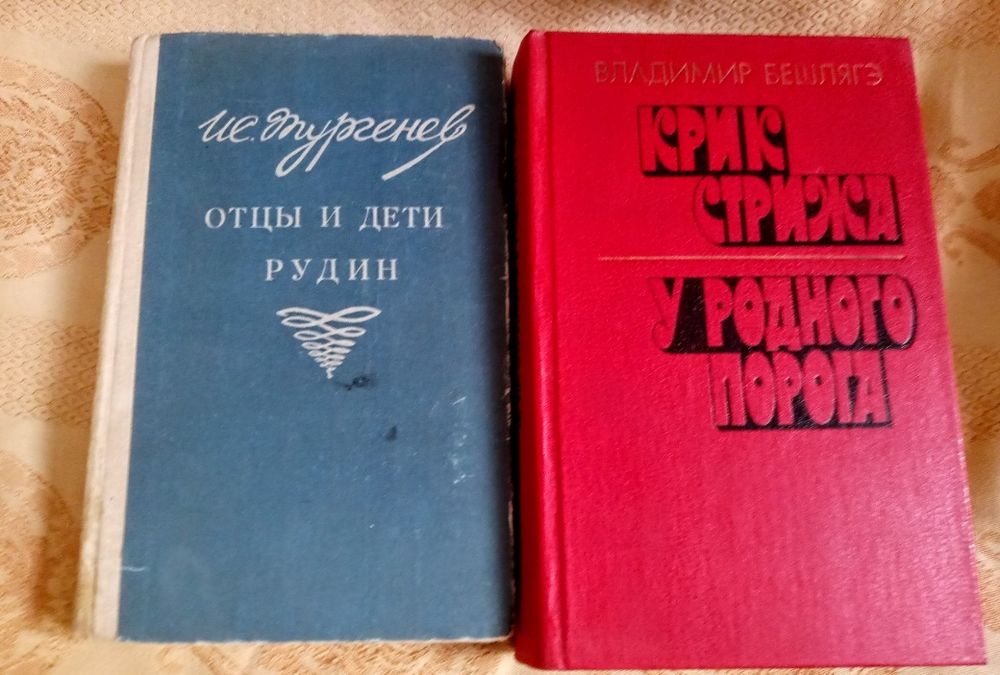 И.С. Тургенев
ОТЦЫ И ДЕТИ
РУДИН
ВЛАДИМИР БЕШЛЯГЭ
КРИК
СТРИЖА
У РОДНОГО
ПОРОГА